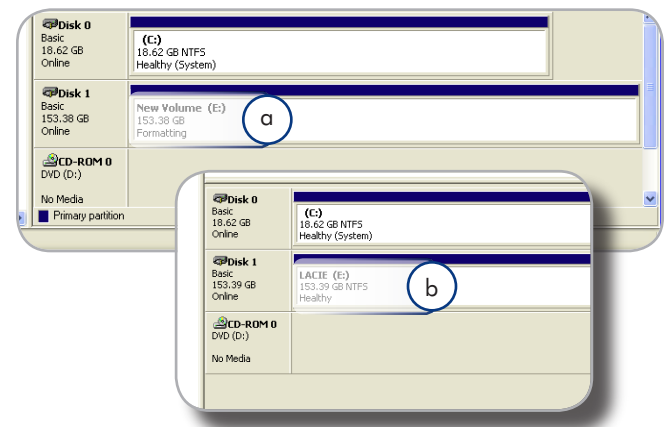 Disk 0
Basic
18.62 GB
Online
(C:)
18.62 GB NTFS
Healthy (System)
Disk 1
Basic
153.38 GB
Online
New Volume (E:)
153.38 GB
Formatting
a
CD-ROM 0
DVD (D:)
No Media
Primary partition
Disk 0
Basic
18.62 GB
Online
(C:)
18.62 GB NTFS
Healthy (System)
Disk 1
Basic
153.39 GB
Online
LACIE (E:)
153.39 GB NTFS
Healthy
b
CD-ROM 0
DVD (D:)
No Media